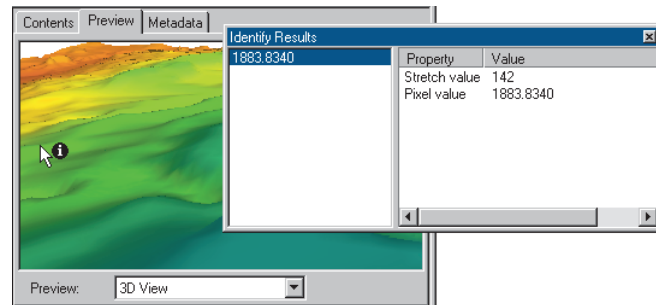 Contents Preview Metadata
Identify Results
1883.8340
Property Value
Stretch value 142
Pixel value 1883.8340
Preview: 3D View